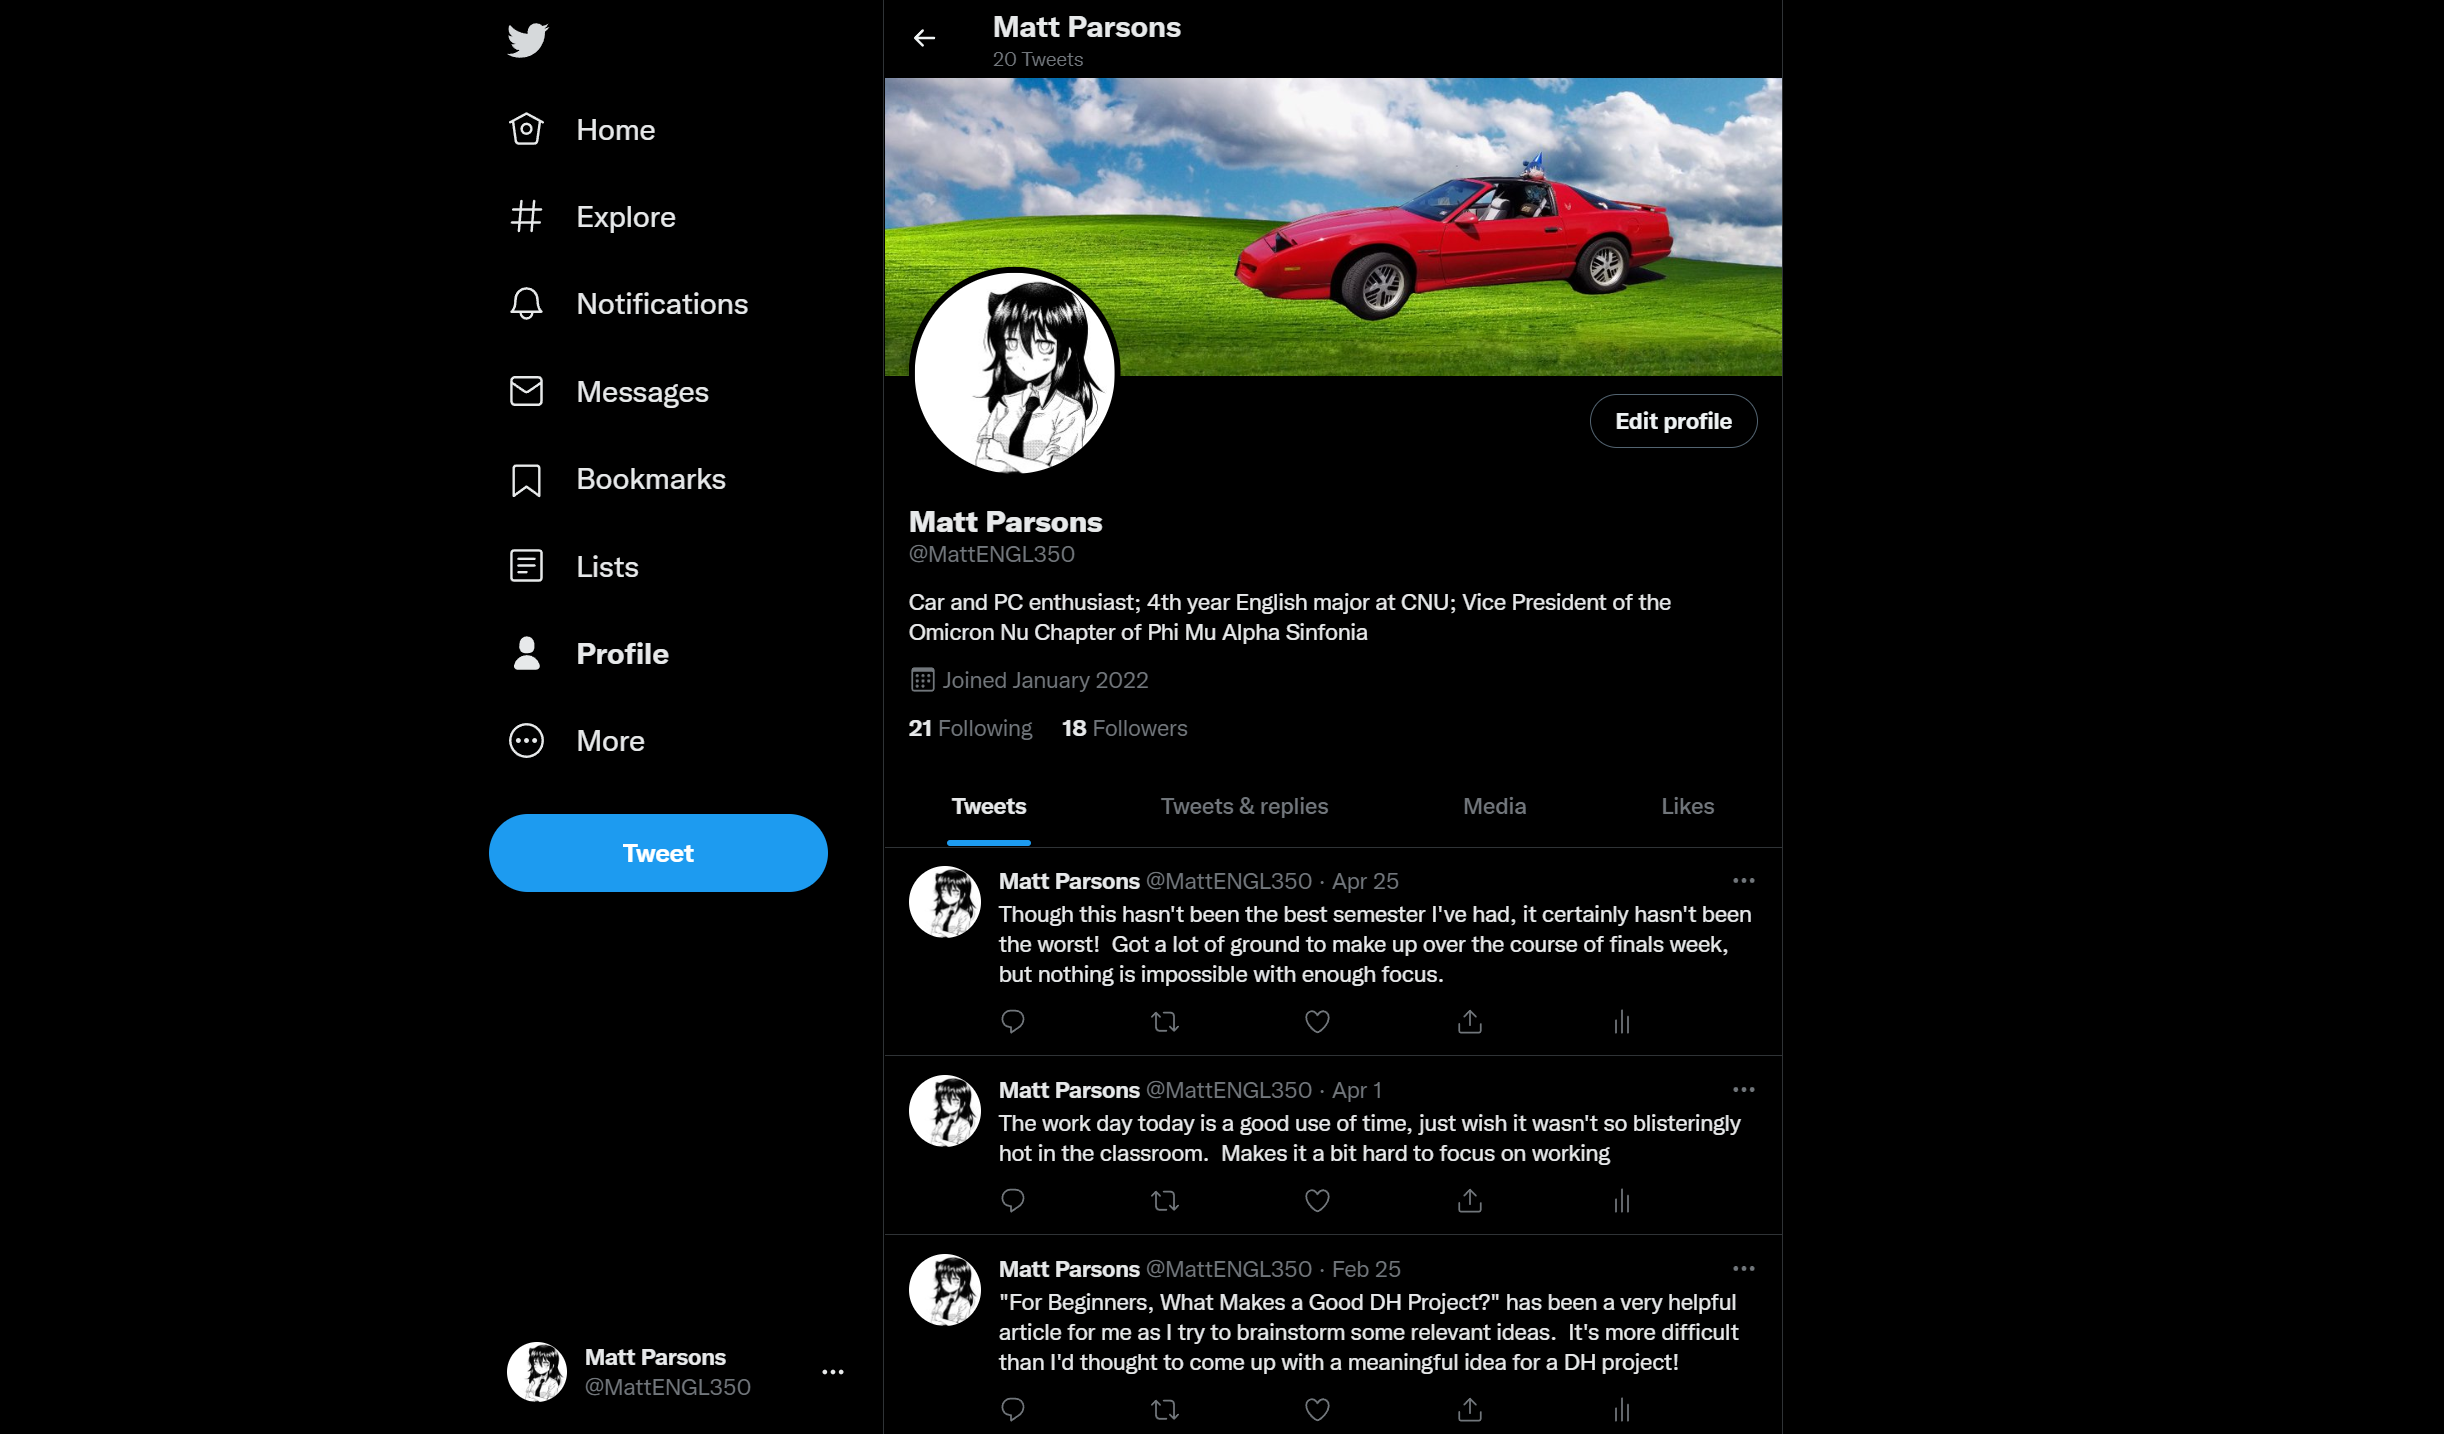 Matt Parsons
20 Tweets
Home
Explore
Notifications
Messages
Bookmarks
Lists
Profile
More
Tweet
Matt Parsons
@MattENGL350
Edit profile
Matt Parsons
@MattENGL350
Car and PC enthusiast; 4th year English major at CNU; Vice President of the
Omicron Nu Chapter of Phi Mu Alpha Sinfonia
Joined January 2022
21 Following 18 Followers
Tweets Tweets & replies Media Likes
Matt Parsons @MattENGL350 · Apr 25
Though this hasn't been the best semester I've had, it certainly hasn't been
the worst!  Got a lot of ground to make up over the course of finals week,
but nothing is impossible with enough focus.
Matt Parsons @MattENGL350 · Apr 1
The work day today is a good use of time, just wish it wasn't so blisteringly
hot in the classroom.  Makes it a bit hard to focus on working
Matt Parsons @MattENGL350 · Feb 25
"For Beginners, What Makes a Good DH Project?" has been a very helpful
article for me as I try to brainstorm some relevant ideas.  It's more difficult
than I'd thought to come up with a meaningful idea for a DH project!